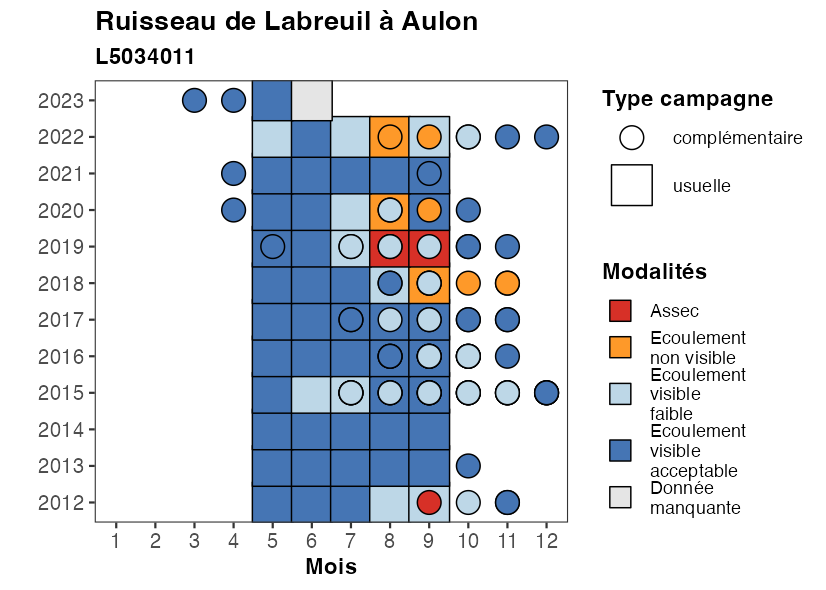 Ruisseau de Labreuil à Aulon
L5034011
2023
2022
2021
2020
2019
2018
2017
2016
2015
2014
2013
2012
1 2 3 4 5 6 7 8 9 10 11 12
Mois
Type campagne
complémentaire
usuelle
Modalités
Assec
Ecoulement
non visible
Ecoulement
visible
faible
Ecoulement
visible
acceptable
Donnée
manquante